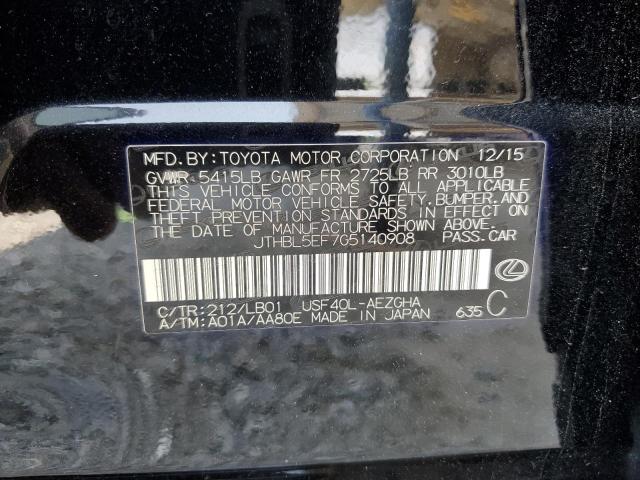 MFD. BY: TOYOTA MOTOR CORPORATION 12/15
GVWR 5415LB GAWR FR 2725LB RR 3010LB
THIS VEHICLE CONFORMS TO ALL APPLICABLE
FEDERAL MOTOR VEHICLE SAFETY, BUMPER, AND
THEFT PREVENTION STANDARDS IN EFFECT ON
THE DATE OF MANUFACTURE SHOWN ABOVE.
JTHBL5EF7G5140908 PASS. CAR
C/TR: 212/LB01 USF40L-AEZGHA
A/TM: A01A/AA80E MADE IN JAPAN 635 C